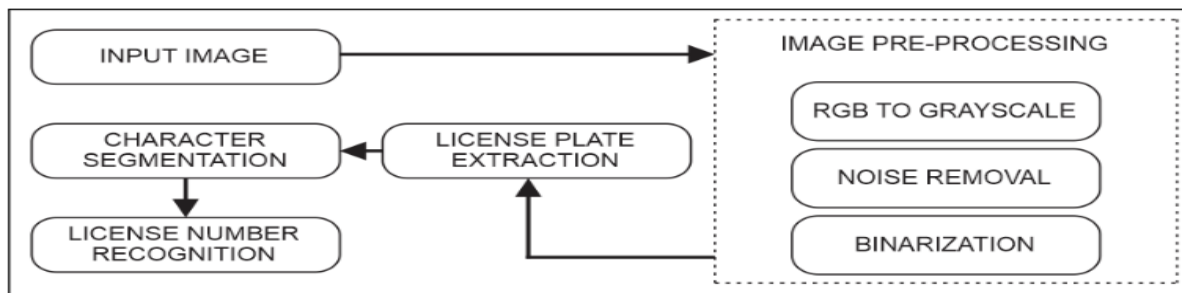 INPUT IMAGE
IMAGE PRE-PROCESSING
RGB TO GRAYSCALE
NOISE REMOVAL
BINARIZATION
LICENSE PLATE
EXTRACTION
CHARACTER
SEGMENTATION
LICENSE NUMBER
RECOGNITION